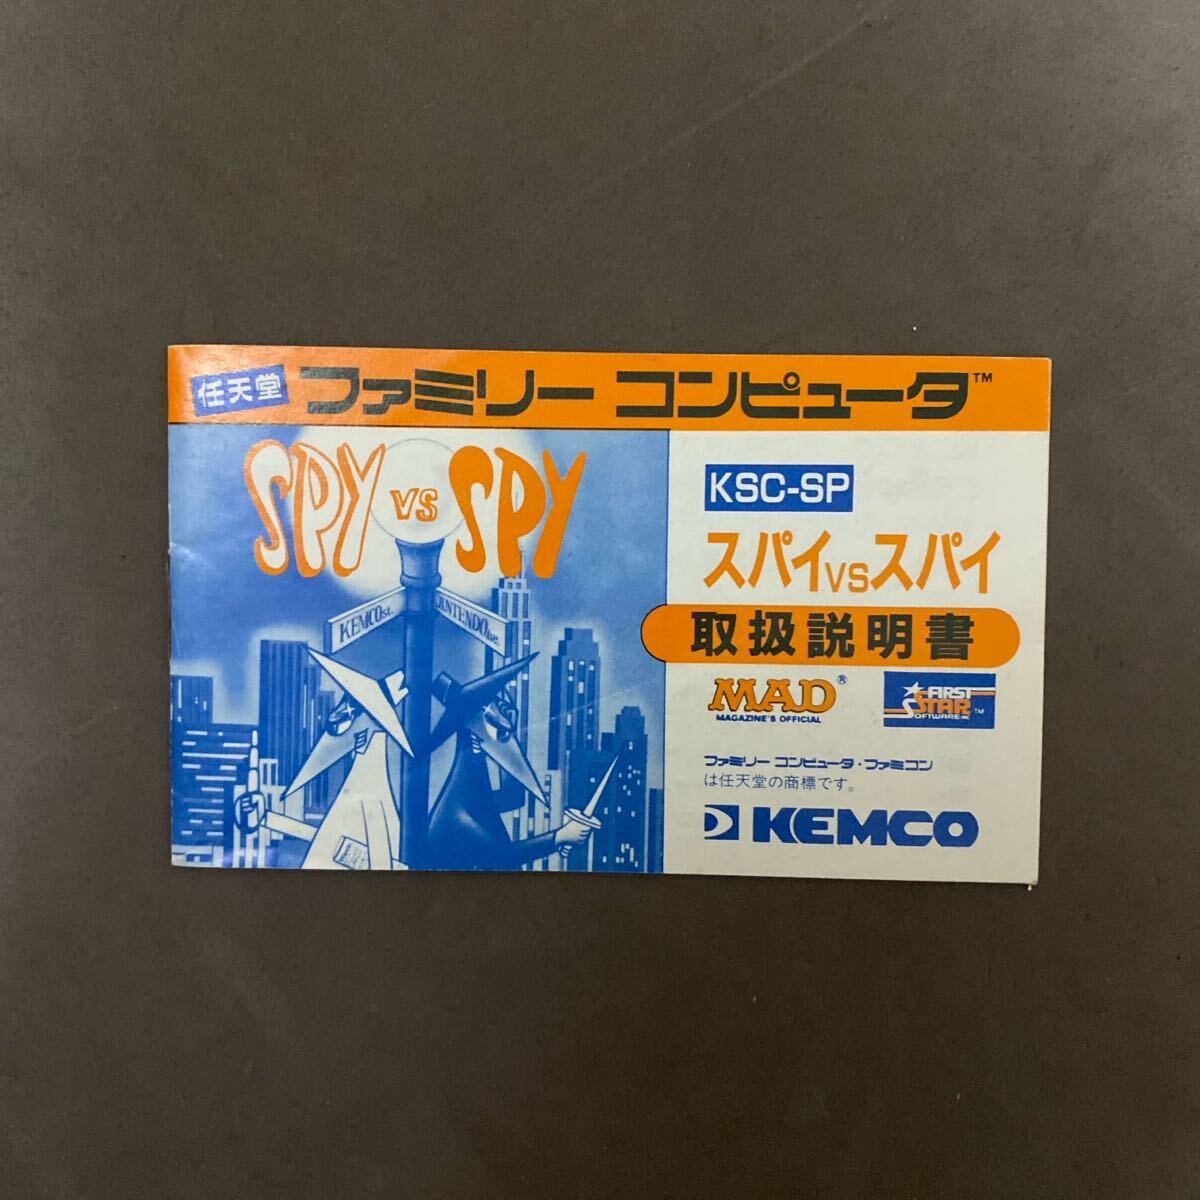 任天堂 ファミリー コンピュータ™
SPY VS SPY
KEMCO st.
NINTENDO Ave.
KSC-SP
スパイvsスパイ
取扱説明書
MAD®
MAGAZINE'S OFFICIAL
FIRST
STAR
SOFTWARE INC ™
ファミリー コンピュータ・ファミコン
は任天堂の商標です。
KEMCO